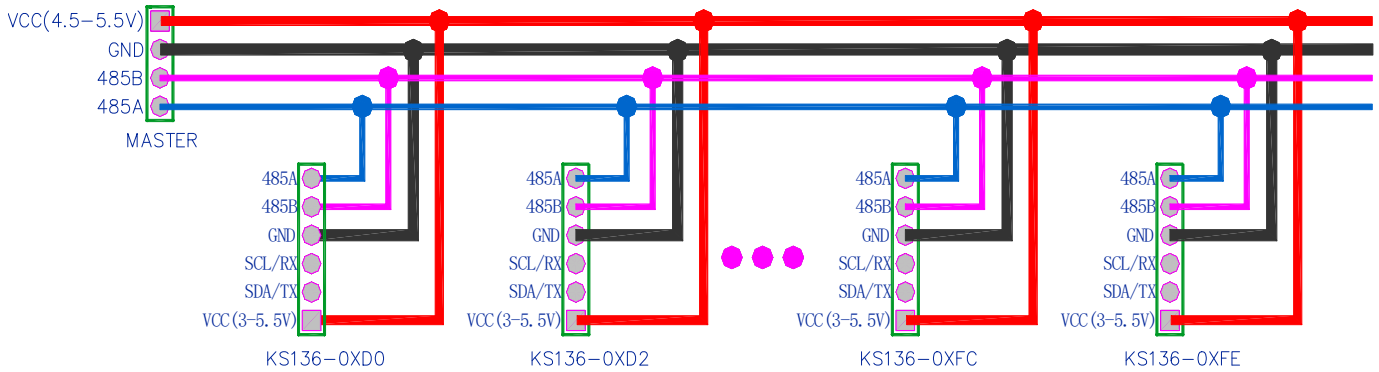 VCC(4.5-5.5V)
GND
485B
485A
MASTER
485A
485B
GND
SCL/RX
SDA/TX
VCC(3-5.5V)
KS136-0XD0
485A
485B
GND
SCL/RX
SDA/TX
VCC(3-5.5V)
KS136-0XD2
485A
485B
GND
SCL/RX
SDA/TX
VCC(3-5.5V)
KS136-0XFC
485A
485B
GND
SCL/RX
SDA/TX
VCC(3-5.5V)
KS136-0XFE